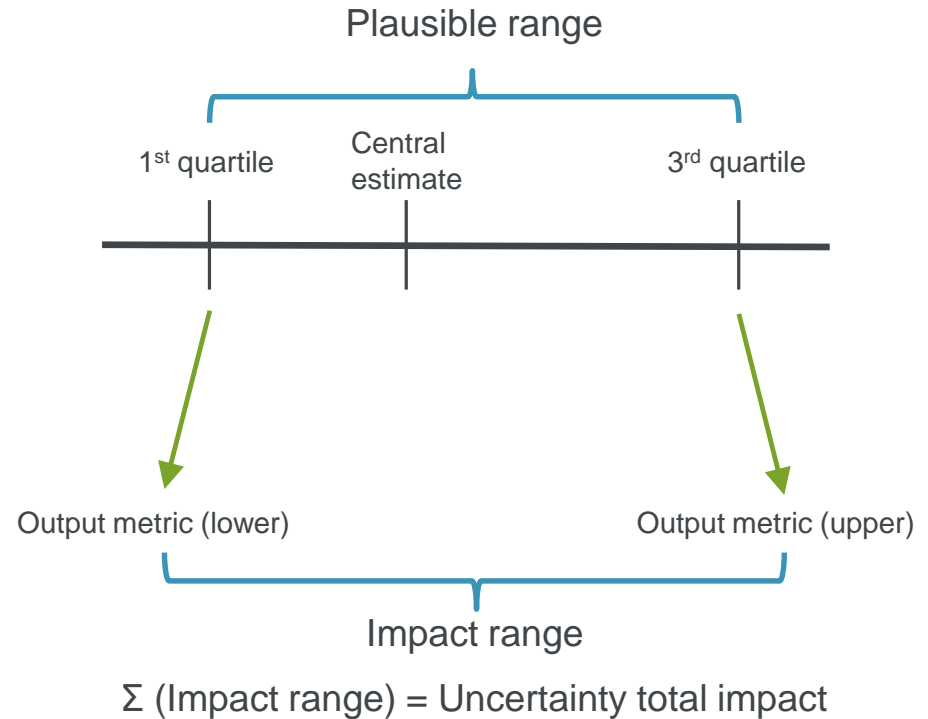 Plausible range
1st quartile
Central
estimate
3rd quartile
Output metric (lower)
Output metric (upper)
Impact range
Σ (Impact range) = Uncertainty total impact